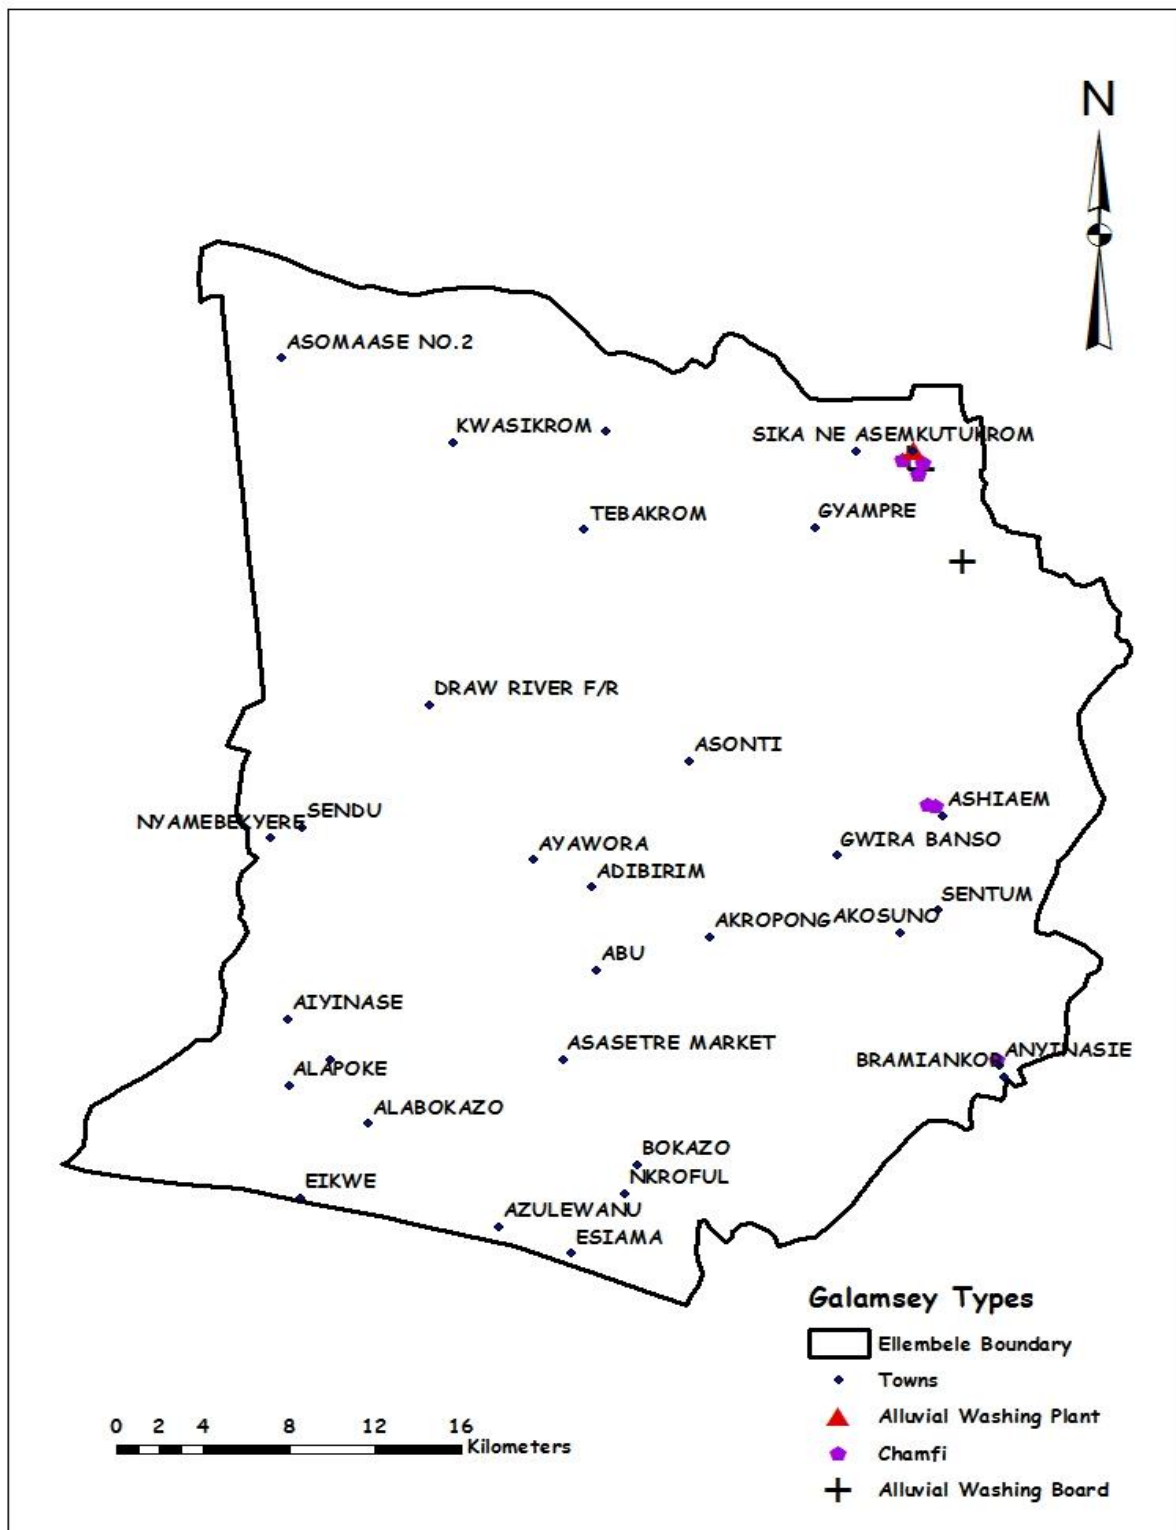 N
ASOMAASE NO.2
KWASIKROM
SIKA NE ASEMKUTUKROM
TEBAKROM
GYAMPRE
DRAW RIVER F/R
ASONTI
ASHIAEM
SENDU
NYAMEBEKYERE
AYAWORA
GWIRA BANSO
ADIBIRIM
SENTUM
AKROPONG
AKOSUNO
ABU
AIYINASE
ASASETRE MARKET
ANYINASIE
BRAMIANKOR
ALAPOKE
ALABOKAZO
BOKAZO
NKROFUL
EIKWE
AZULEWANU
ESIAMA
Galamsey Types
Ellembele Boundary
Towns
Alluvial Washing Plant
Chamfi
Alluvial Washing Board
0 2 4 8 12 16
Kilometers